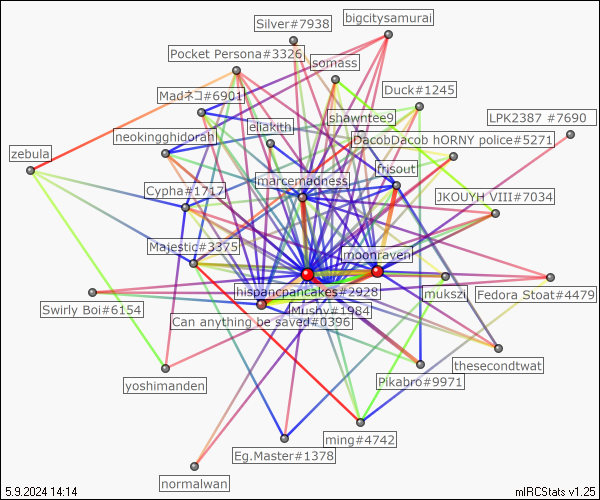 bigcitysamurai
Silver#7938
Pocket Persona#3326
somass
Duck#1245
Madネコ#6901
shawntee9
LPK2387 #7690
eliakith
neokingghidorah
DacobDacob hORNY police#5271
zebula
frisout
marcemadness
Cypha#1717
JKOUYH VIII#7034
Majestic#3375
moonraven
hispancpancakes#2928
mukszi
Fedora Stoat#4479
Swirly Boi#6154
Mushy#1984
Can anything be saved#0396
thesecondtwat
yoshimanden
Pikabro#9971
ming#4742
Eg.Master#1378
normalwan
5.9.2024 14:14
mIRCStats v1.25